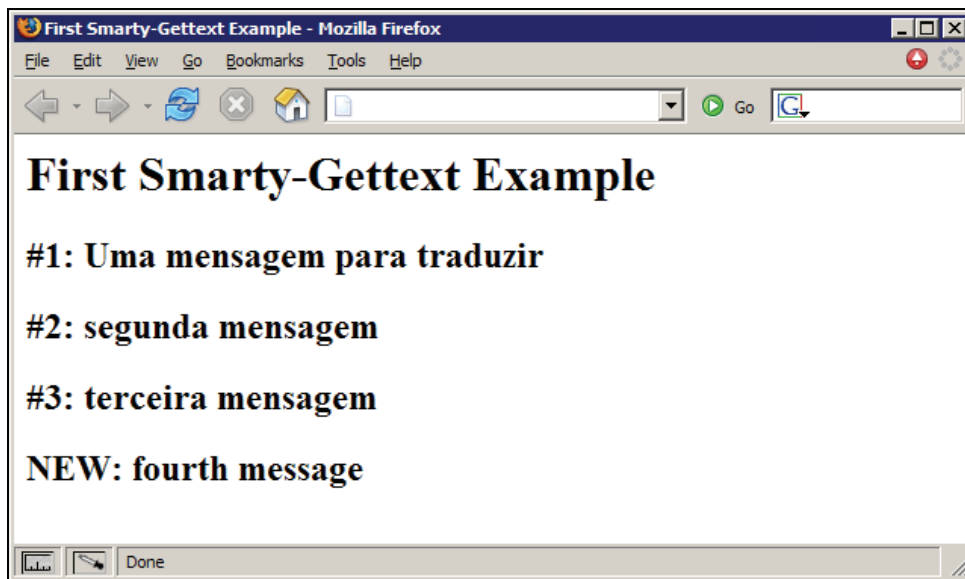 First Smarty-Gettext Example - Mozilla Firefox
File Edit View Go Bookmarks Tools Help
Go G
First Smarty-Gettext Example
#1: Uma mensagem para traduzir
#2: segunda mensagem
#3: terceira mensagem
NEW: fourth message
Done